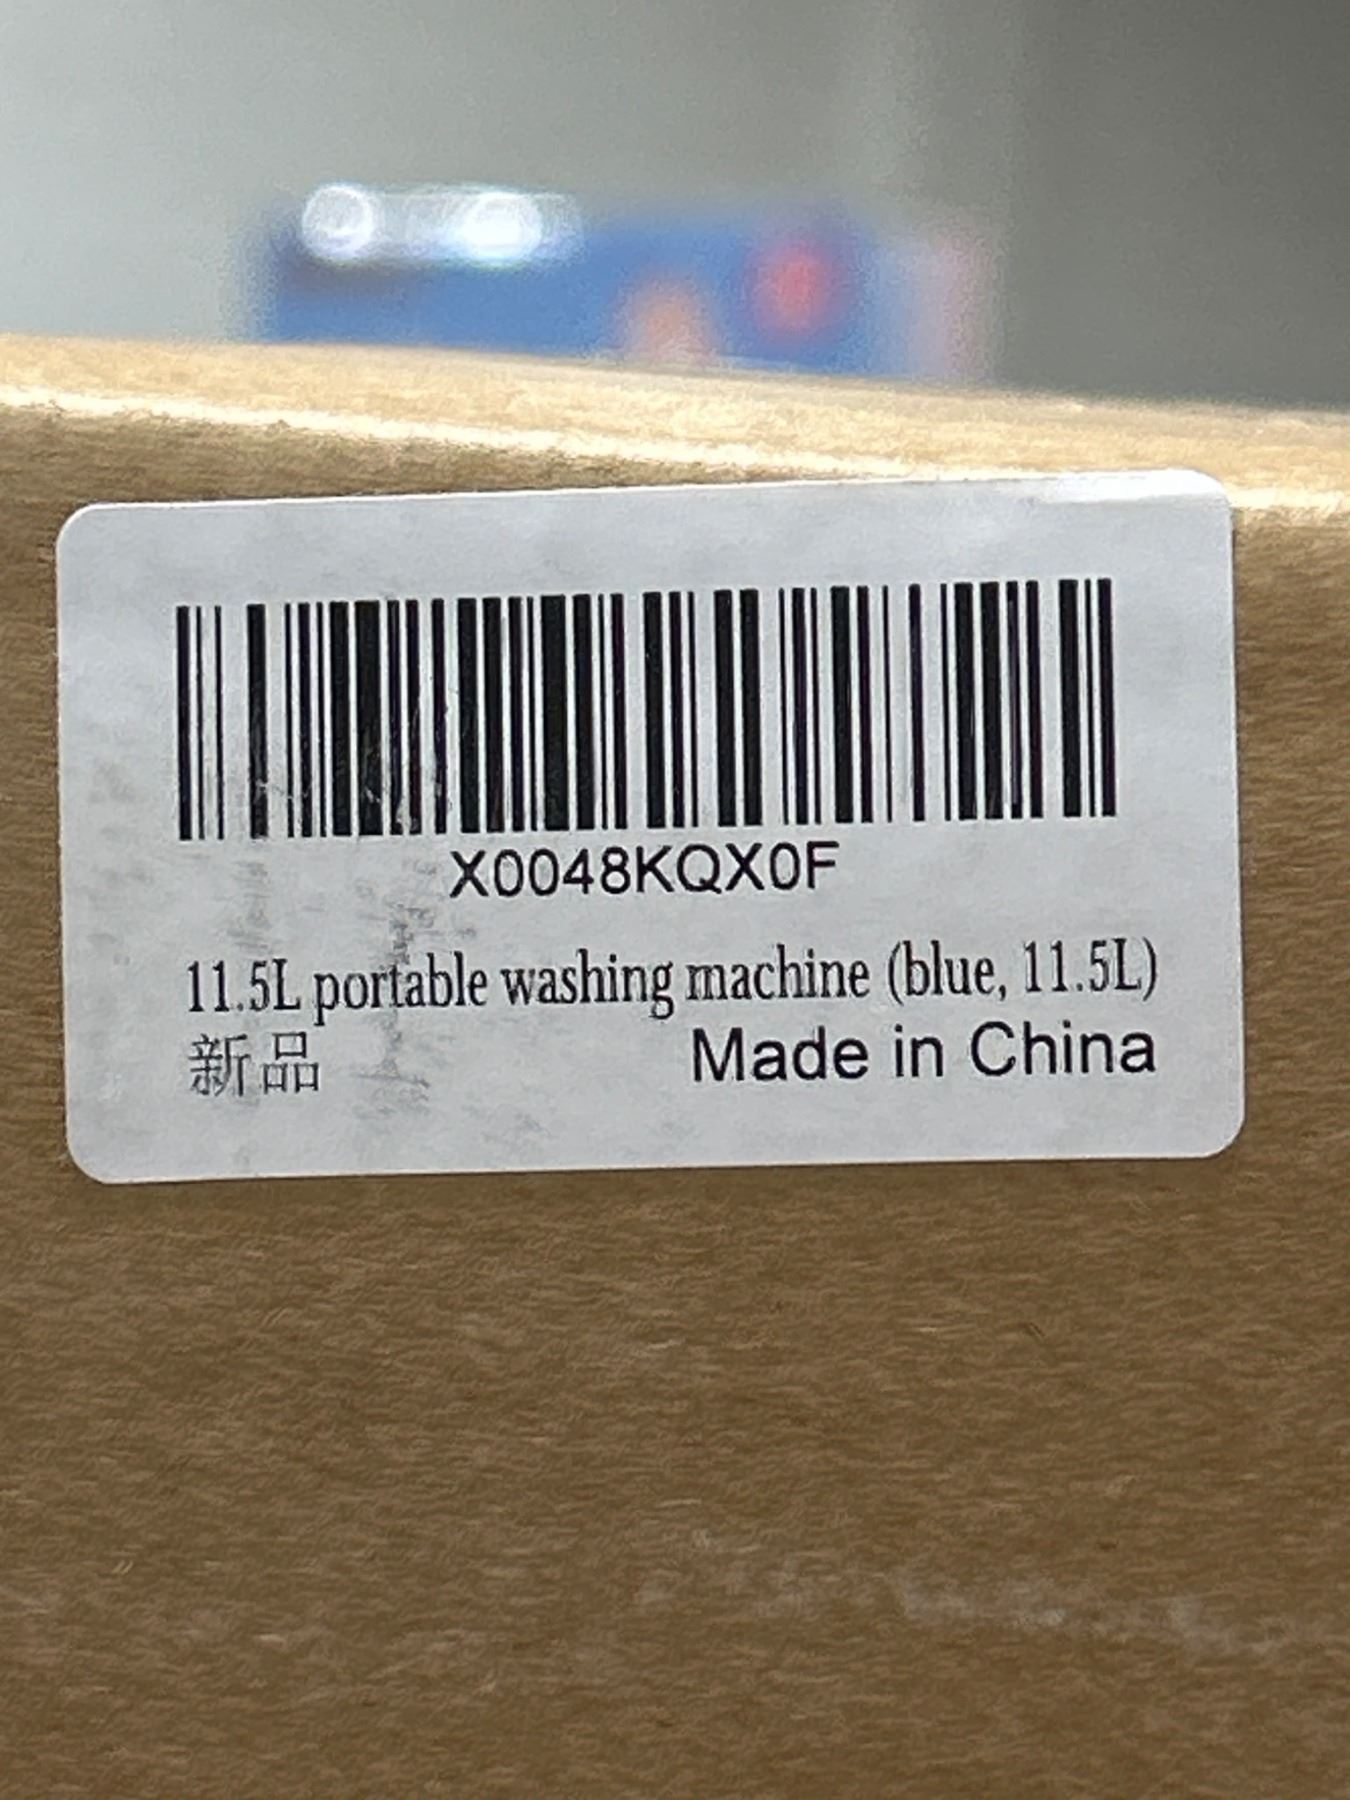 X0048KQX0F
11.5L portable washing machine (blue, 11.5L)
新品 Made in China